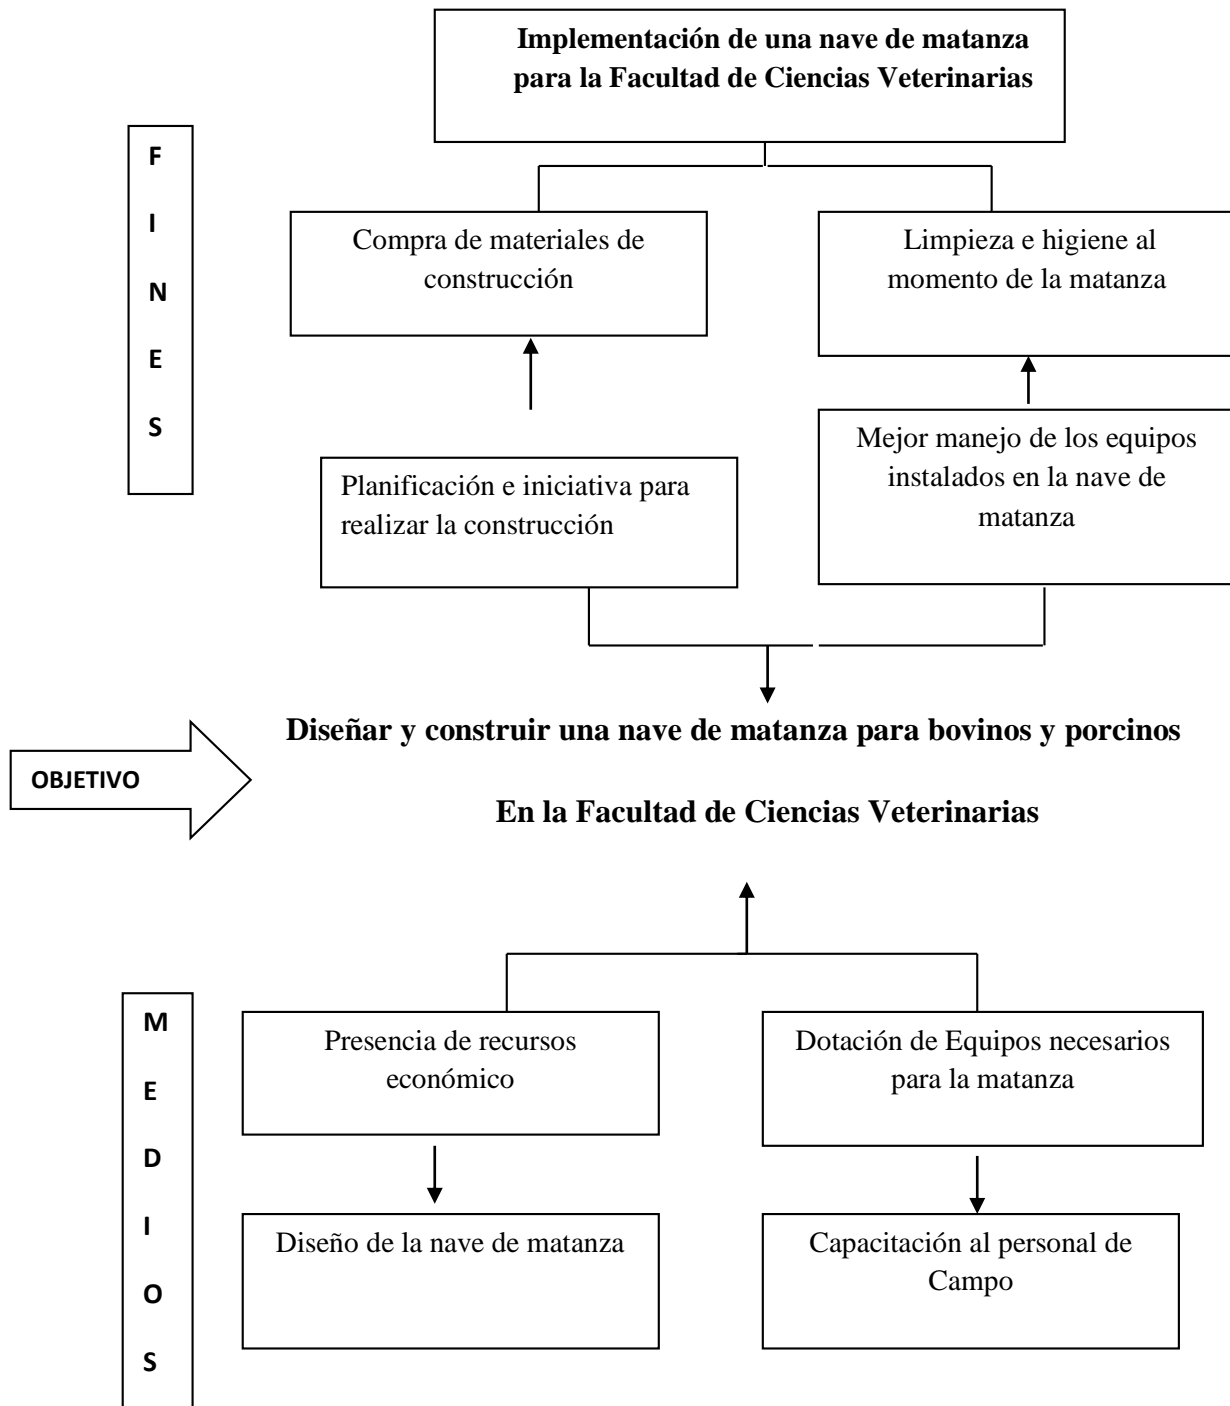 Implementación de una nave de matanza
para la Facultad de Ciencias Veterinarias
F
I
N
E
S
Compra de materiales de
construcción
Limpieza e higiene al
momento de la matanza
Planificación e iniciativa para
realizar la construcción
Mejor manejo de los equipos
instalados en la nave de
matanza
OBJETIVO
Diseñar y construir una nave de matanza para bovinos y porcinos
En la Facultad de Ciencias Veterinarias
M
E
D
I
O
S
Presencia de recursos
económico
Dotación de Equipos necesarios
para la matanza
Diseño de la nave de matanza
Capacitación al personal de
Campo